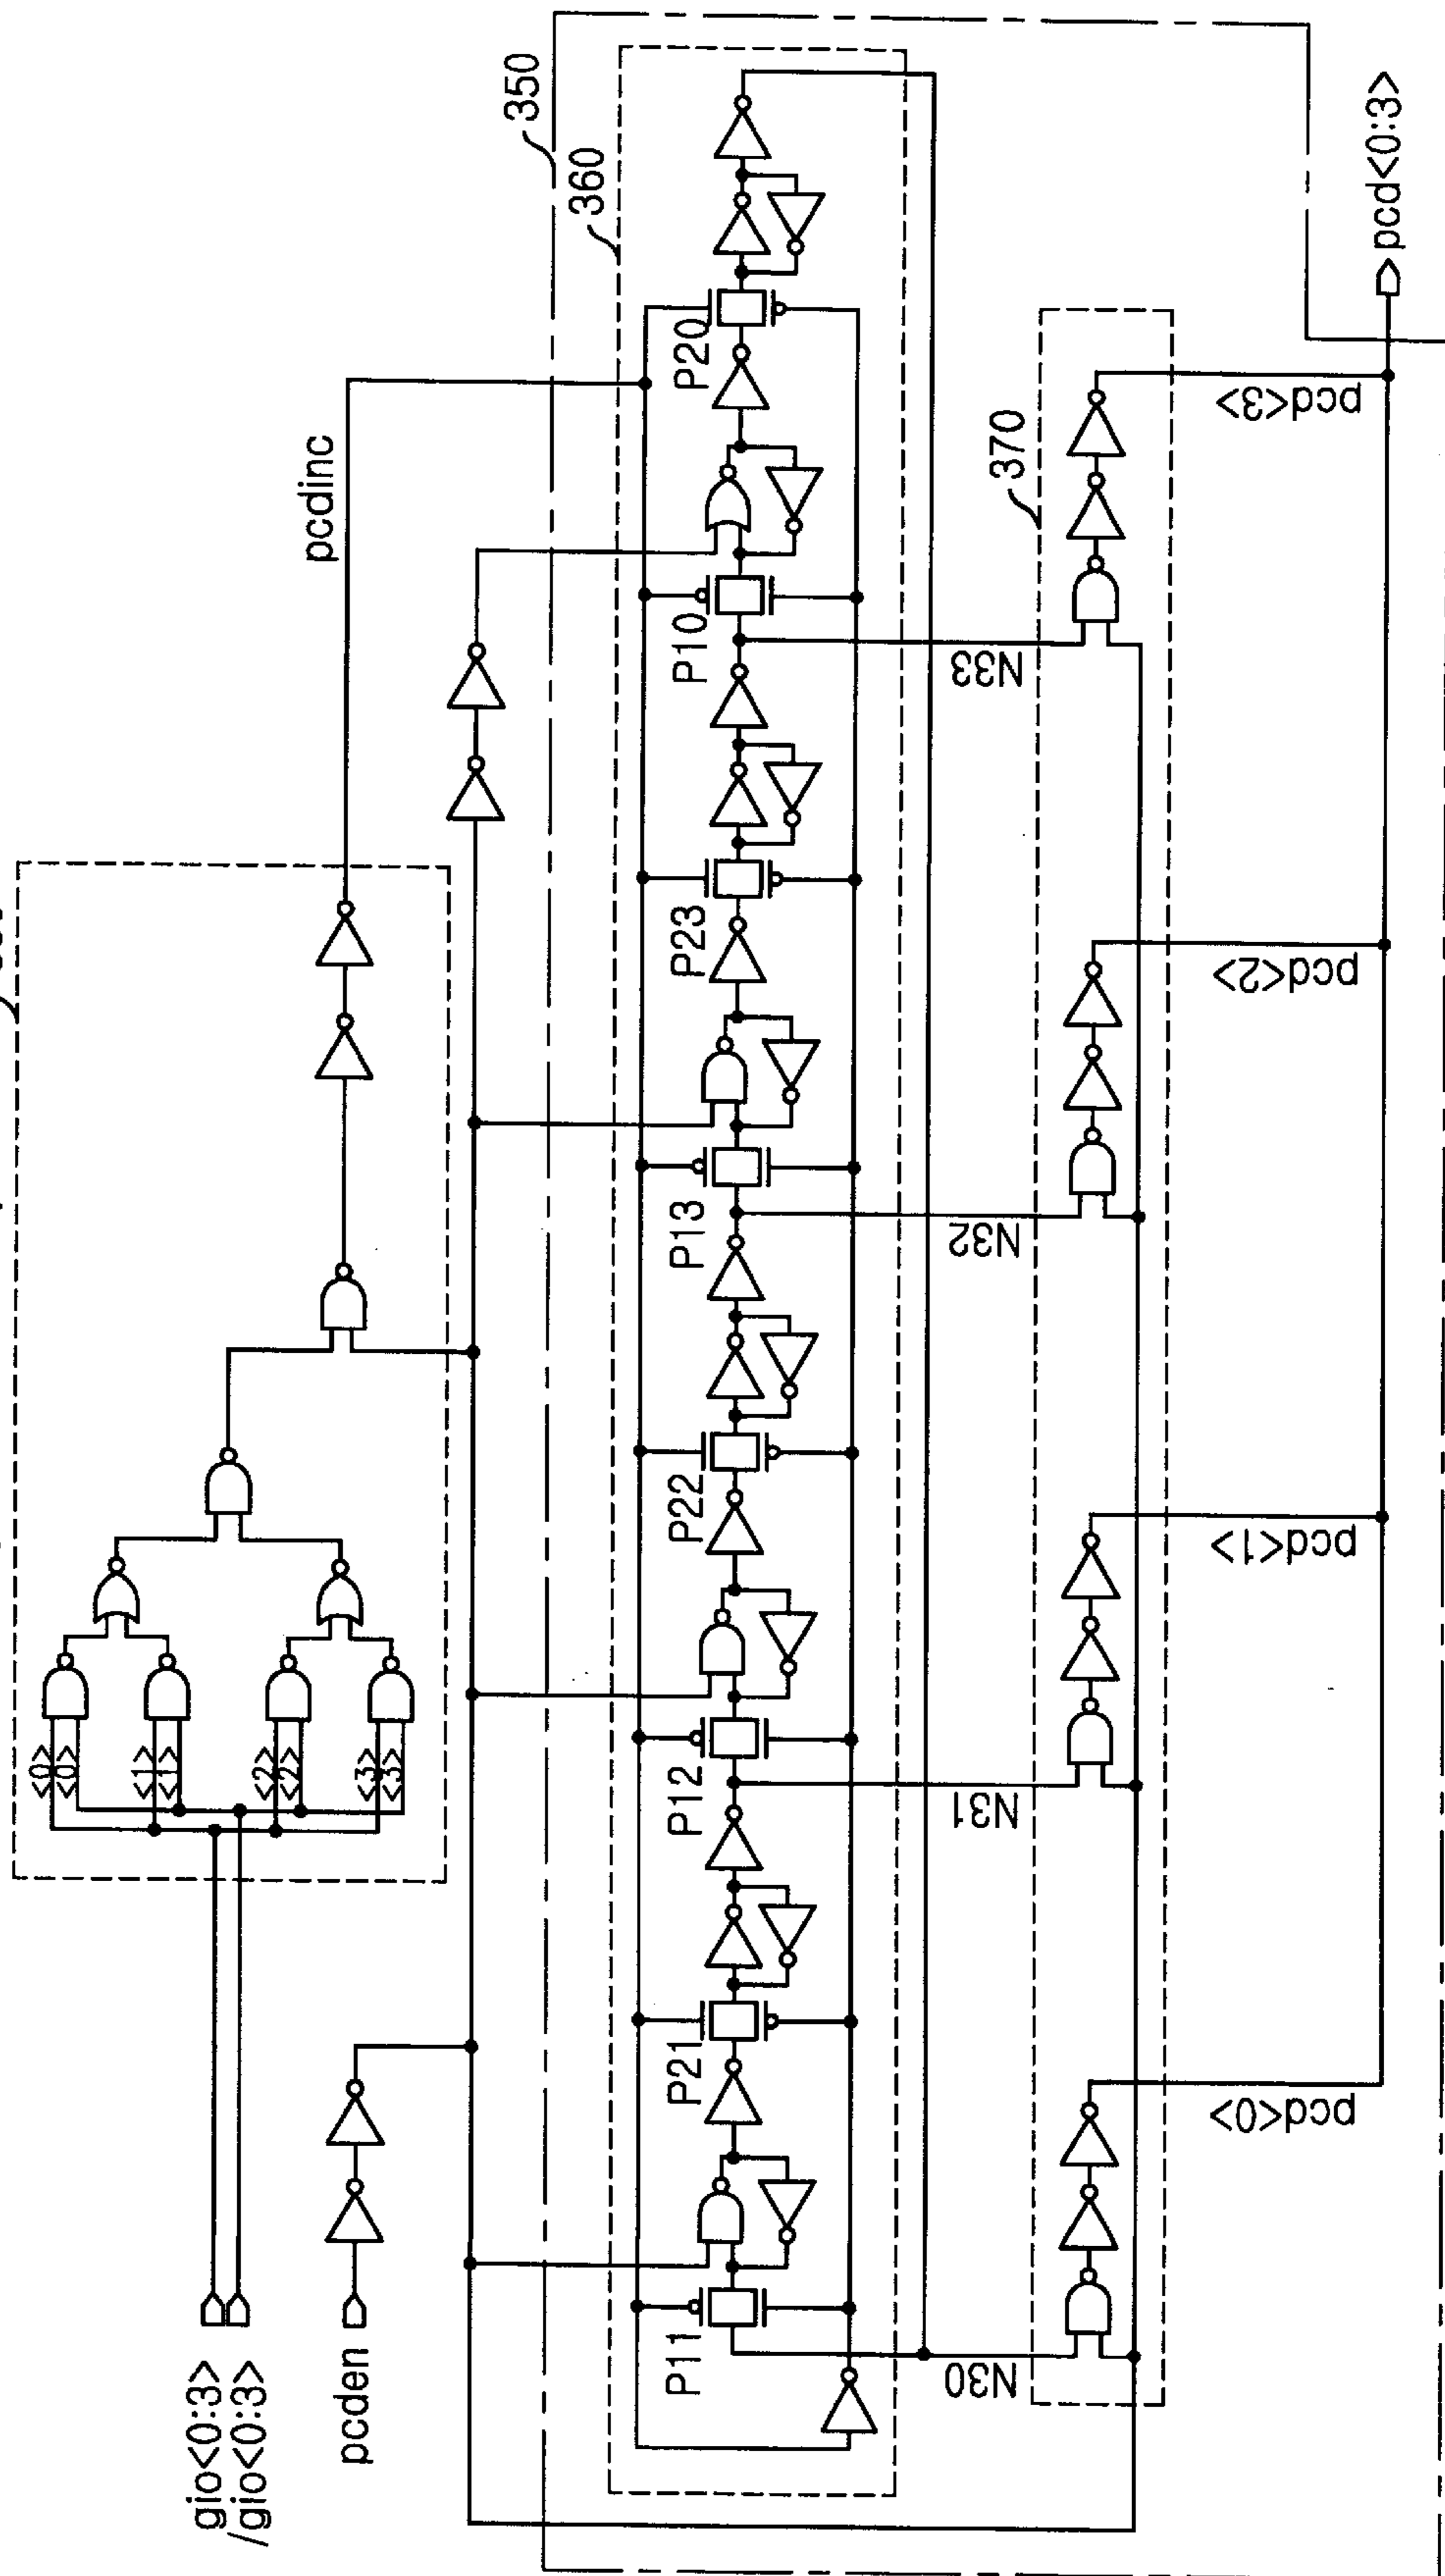 /gio<0:3>
gio<0:3>
pcden
<0>
<0>
<1>
<1>
<2>
<2>
<3>
<3>
pcdinc
350
360
P11
P21
P12
P22
P13
P23
P10
P20
N30
N31
N32
N33
370
pcd<0>
pcd<1>
pcd<2>
pcd<3>
pcd<0:3>